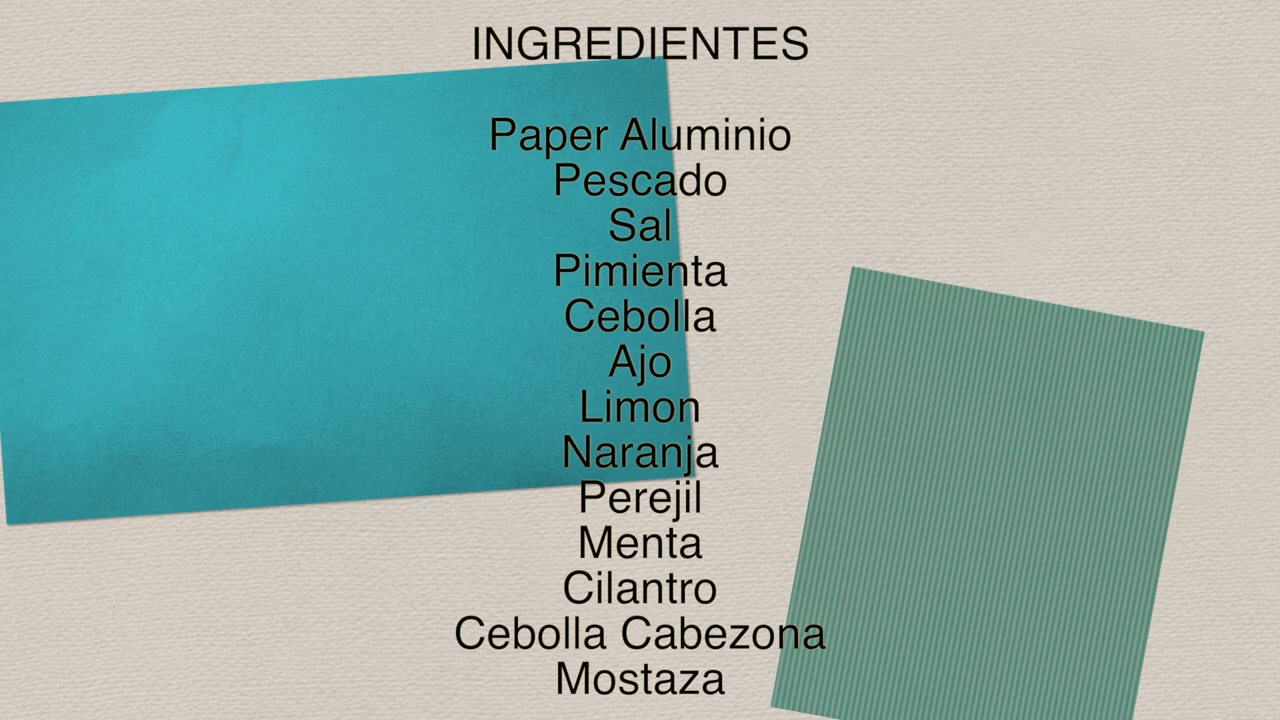 INGREDIENTES
Paper Aluminio
Pescado
Sal
Pimienta
Cebolla
Ajo
Limon
Naranja
Perejil
Menta
Cilantro
Cebolla Cabezona
Mostaza